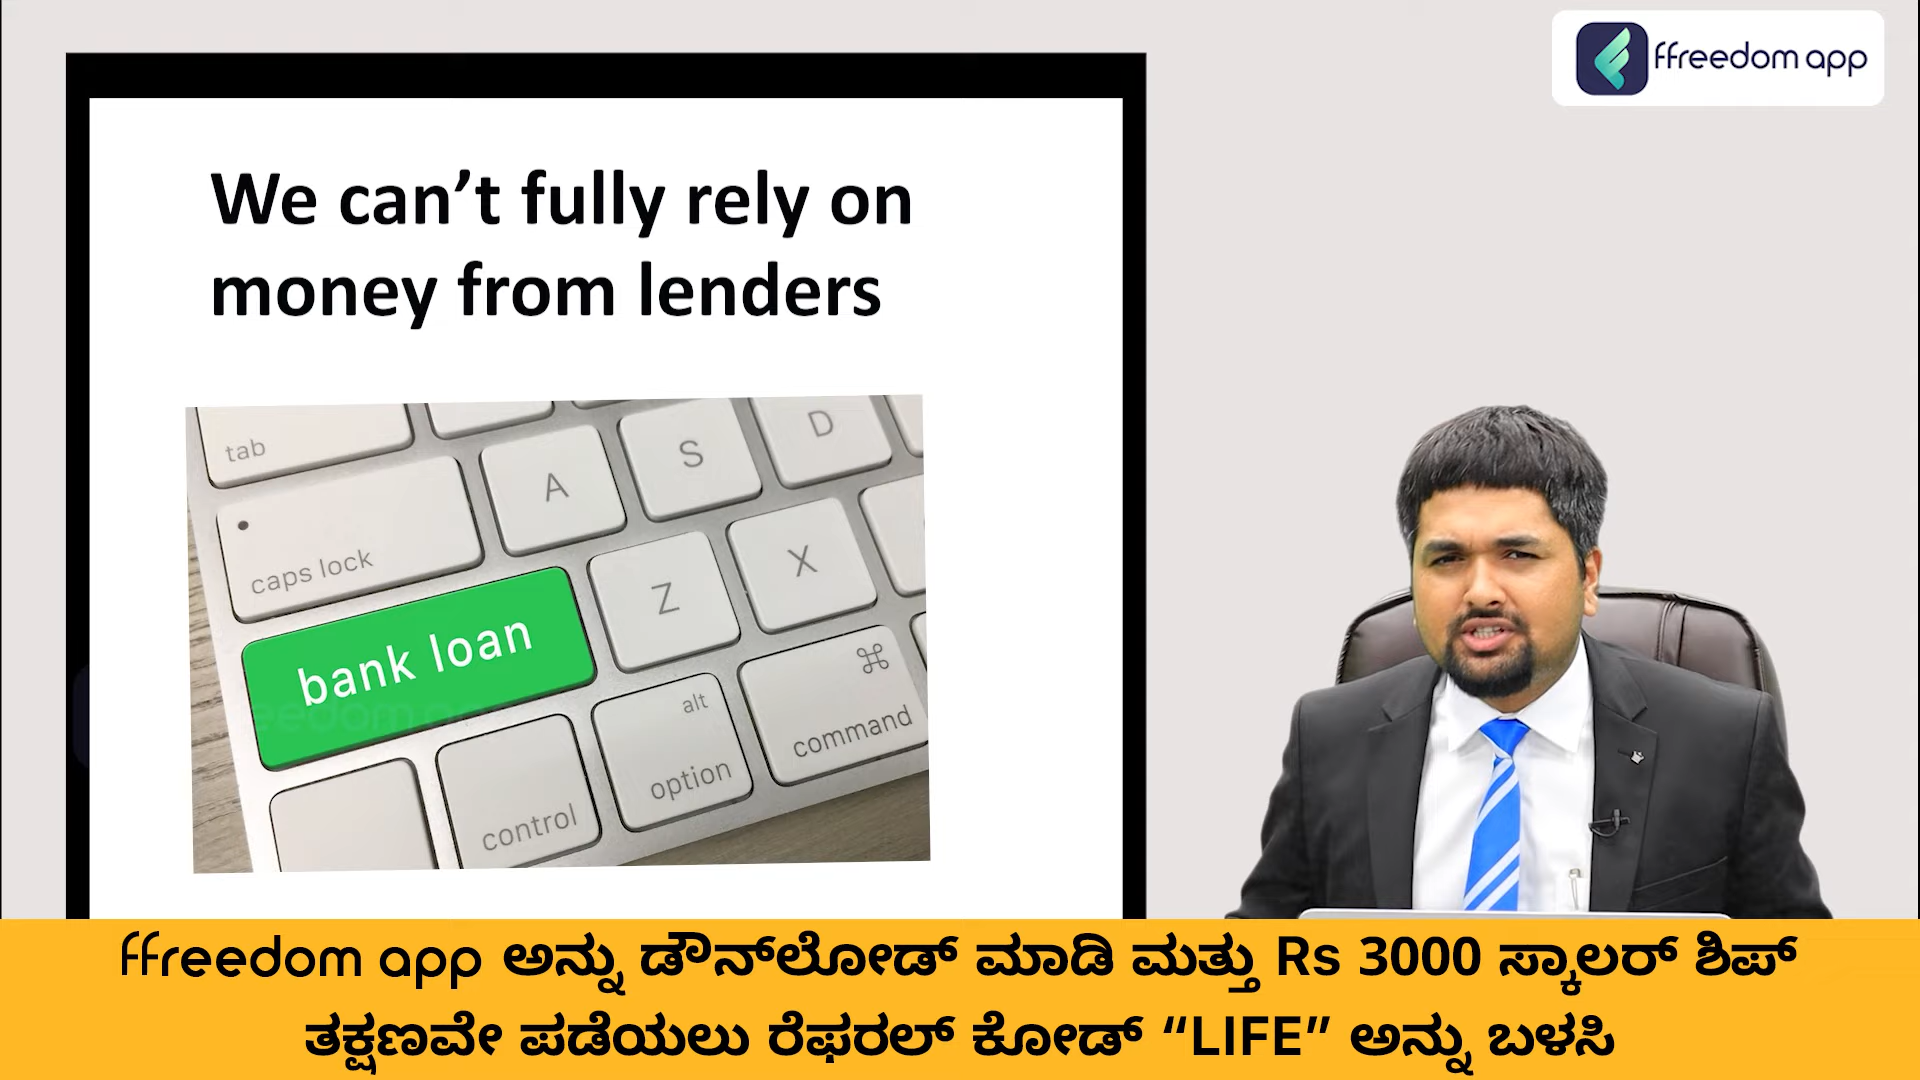 ffreedom app
We can’t fully rely on
money from lenders
tab
A
S
D
caps lock
Z
X
bank loan
alt
⌘
control
option
command
ffreedom app ಅನ್ನು ಡೌನ್‌ಲೋಡ್ ಮಾಡಿ ಮತ್ತು Rs 3000 ಸ್ಕಾಲರ್ ಶಿಪ್
ತಕ್ಷಣವೇ ಪಡೆಯಲು ರೆಫರಲ್ ಕೋಡ್ “LIFE” ಅನ್ನು ಬಳಸಿ